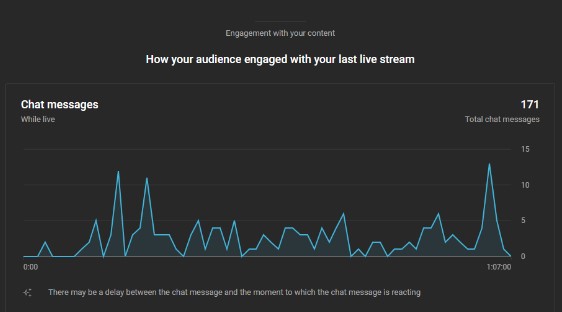 Engagement with your content
How your audience engaged with your last live stream
Chat messages
171
While live
Total chat messages
15
10
5
0
0:00
1:07:00
There may be a delay between the chat message and the moment to which the chat message is reacting